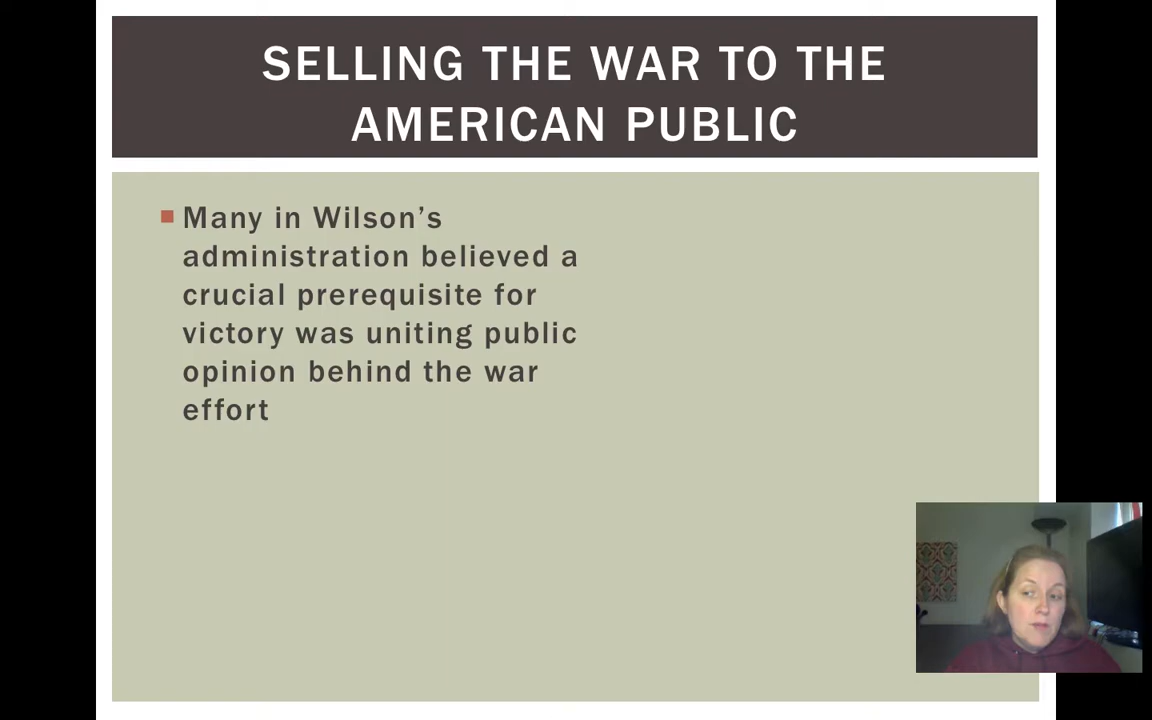 SELLING THE WAR TO THE
AMERICAN PUBLIC
Many in Wilson’s
administration believed a
crucial prerequisite for
victory was uniting public
opinion behind the war
effort